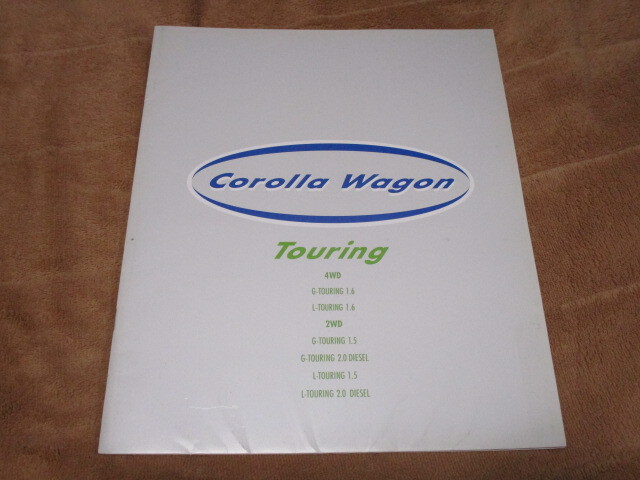 Corolla Wagon
Touring
4WD
G-TOURING 1.6
L-TOURING 1.6
2WD
G-TOURING 1.5
G-TOURING 2.0 DIESEL
L-TOURING 1.5
L-TOURING 2.0 DIESEL